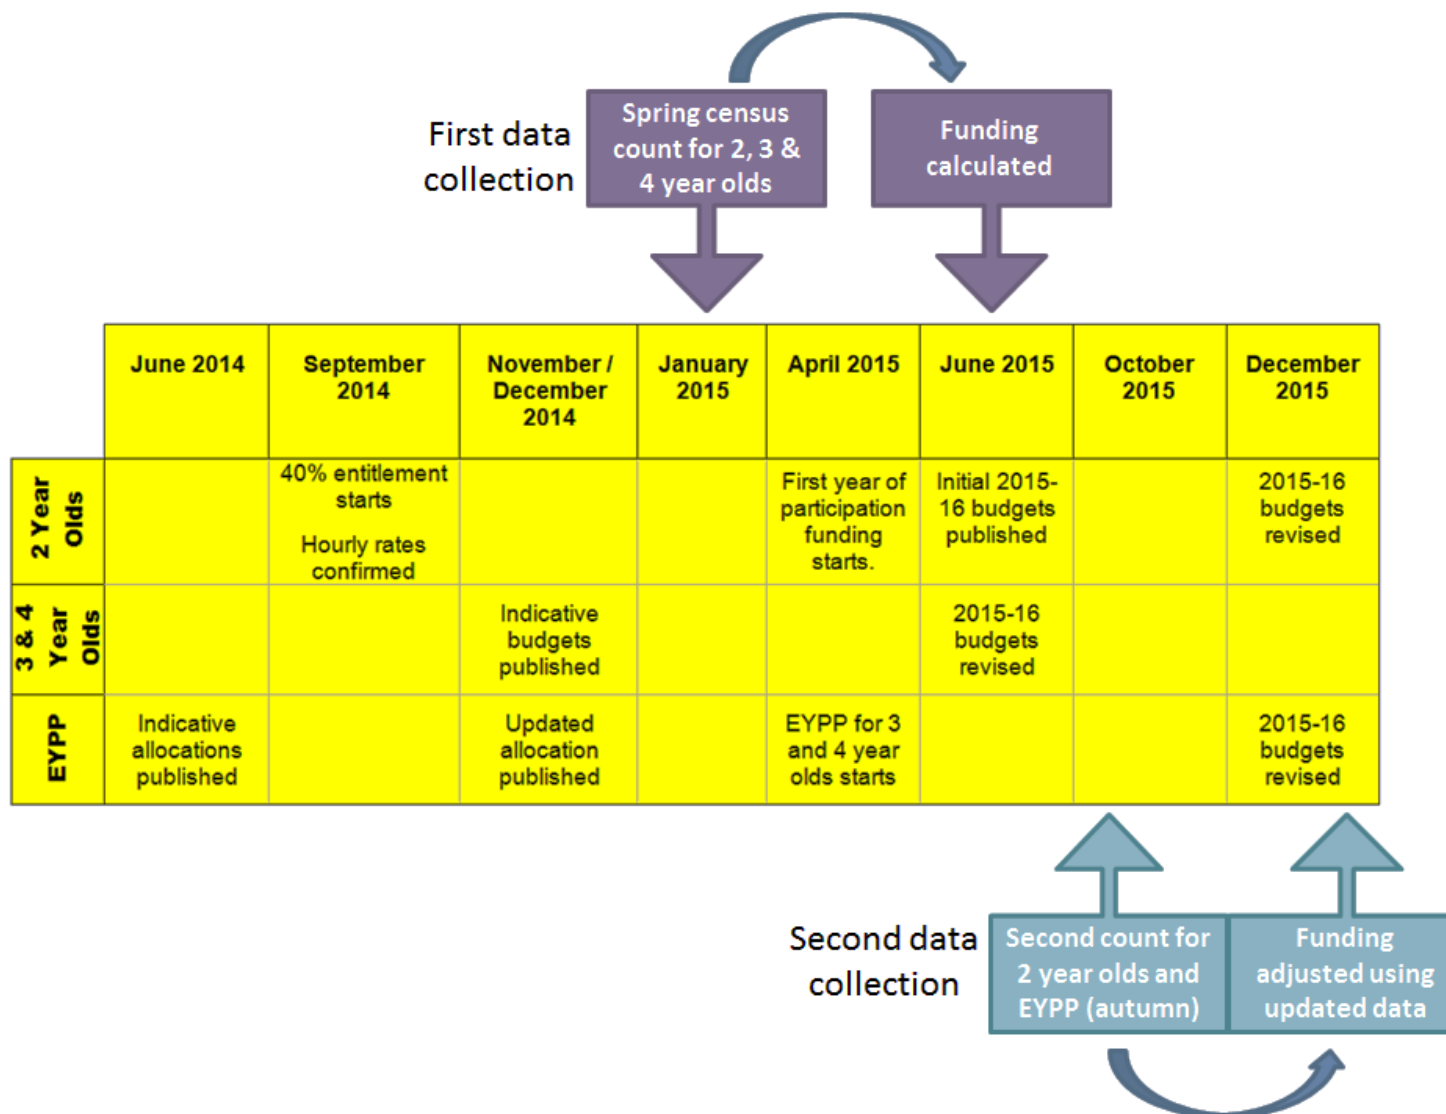 First data
collection
Spring census
count for 2, 3 &
4 year olds
Funding
calculated
June 2014
September
2014
November /
December
2014
January
2015
April 2015
June 2015
October
2015
December
2015
2 Year
Olds
40% entitlement
starts
Hourly rates
confirmed
First year of
participation
funding
starts.
Initial 2015-
16 budgets
published
2015-16
budgets
revised
3 & 4
Year
Olds
Indicative
budgets
published
2015-16
budgets
revised
EYPP
Indicative
allocations
published
Updated
allocation
published
EYPP for 3
and 4 year
olds starts
2015-16
budgets
revised
Second data
collection
Second count for
2 year olds and
EYPP (autumn)
Funding
adjusted using
updated data